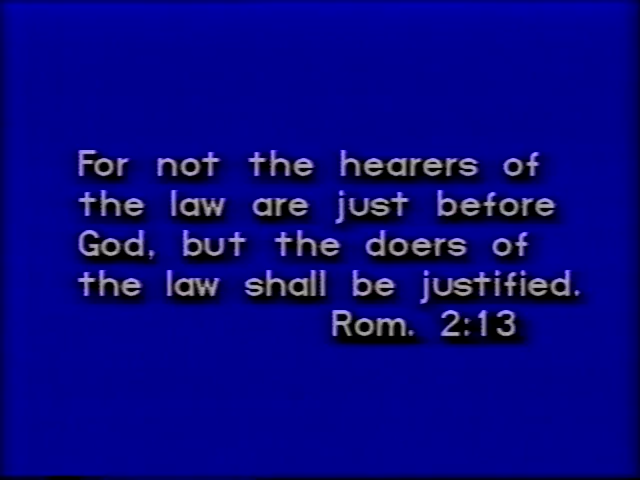 For not the hearers of
the law are just before
God, but the doers of
the law shall be justified.
Rom. 2:13